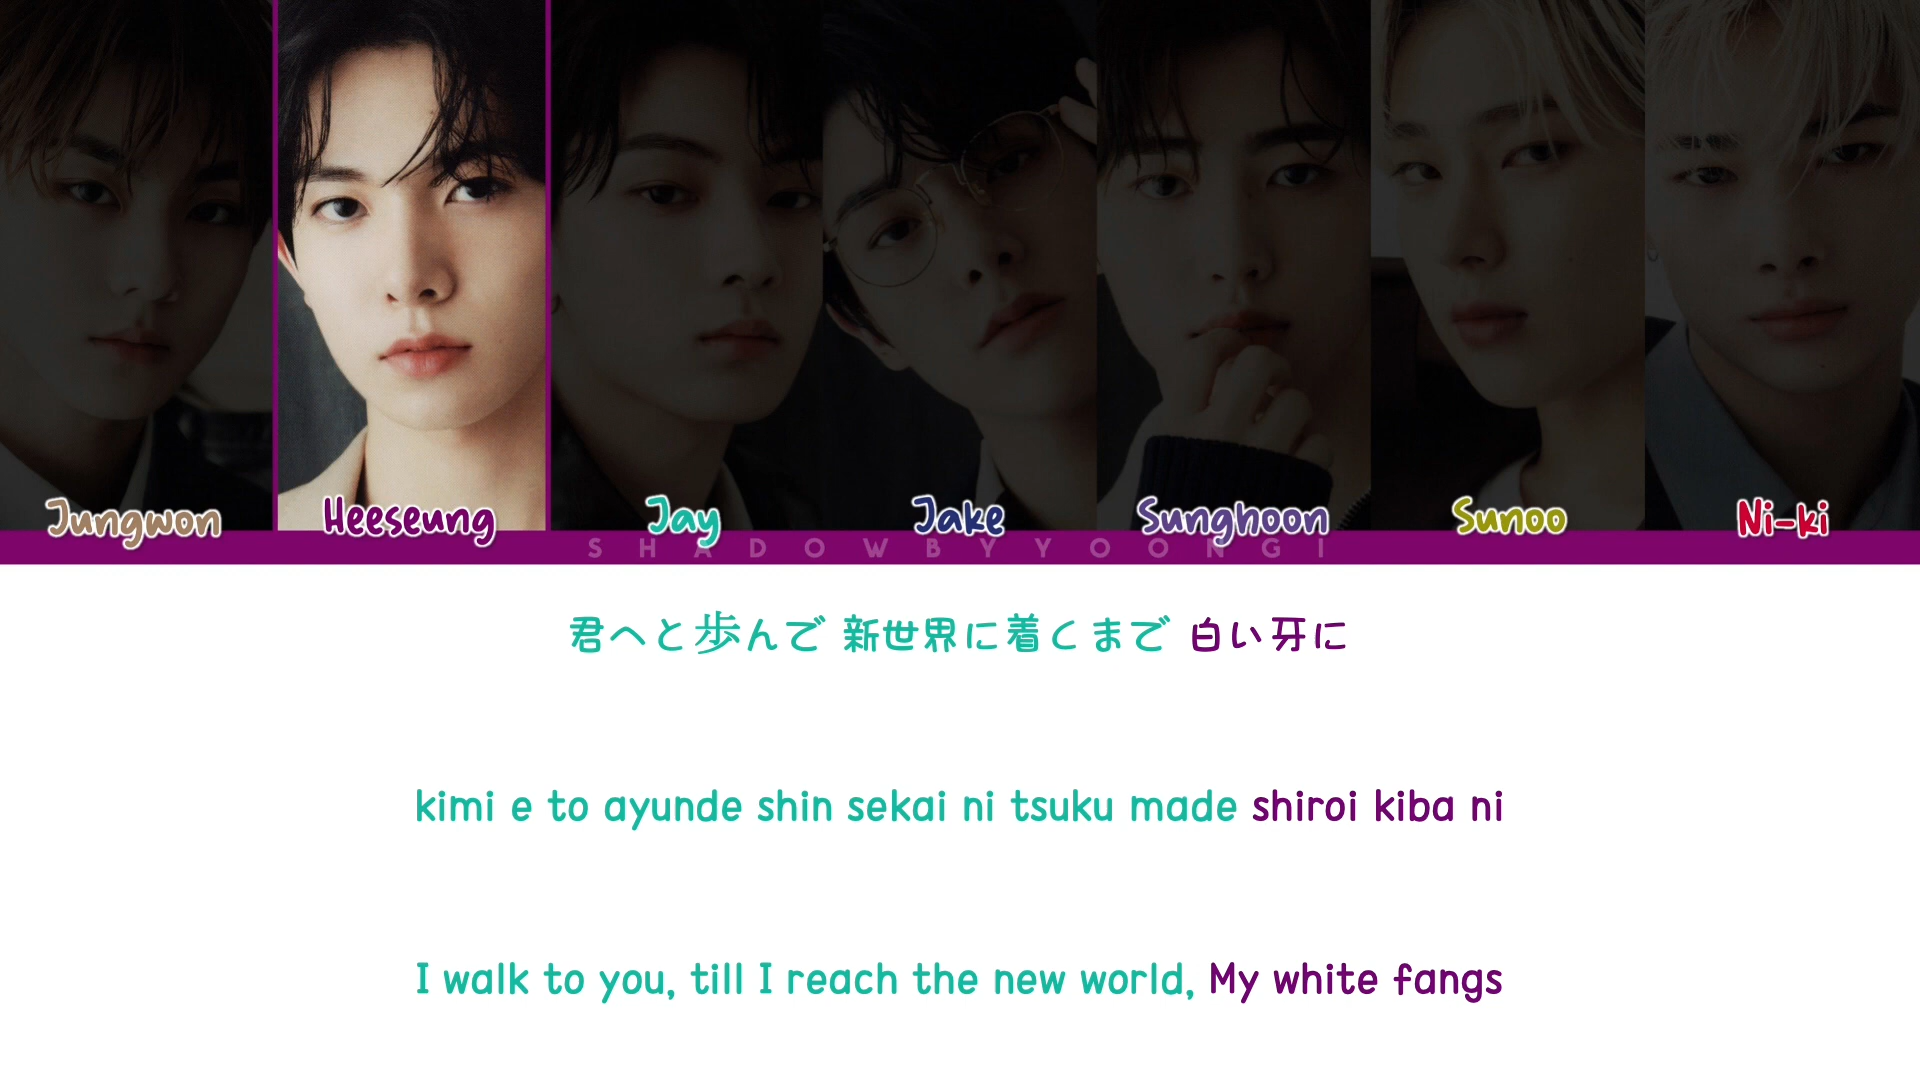 Jungwon Heeseung Jay Jake Sunghoon Sunoo Ni-ki
SHADOWBYYOONGI
君へと歩んで 新世界に着くまで 白い牙に
kimi e to ayunde shin sekai ni tsuku made shiroi kiba ni
I walk to you, till I reach the new world, My white fangs